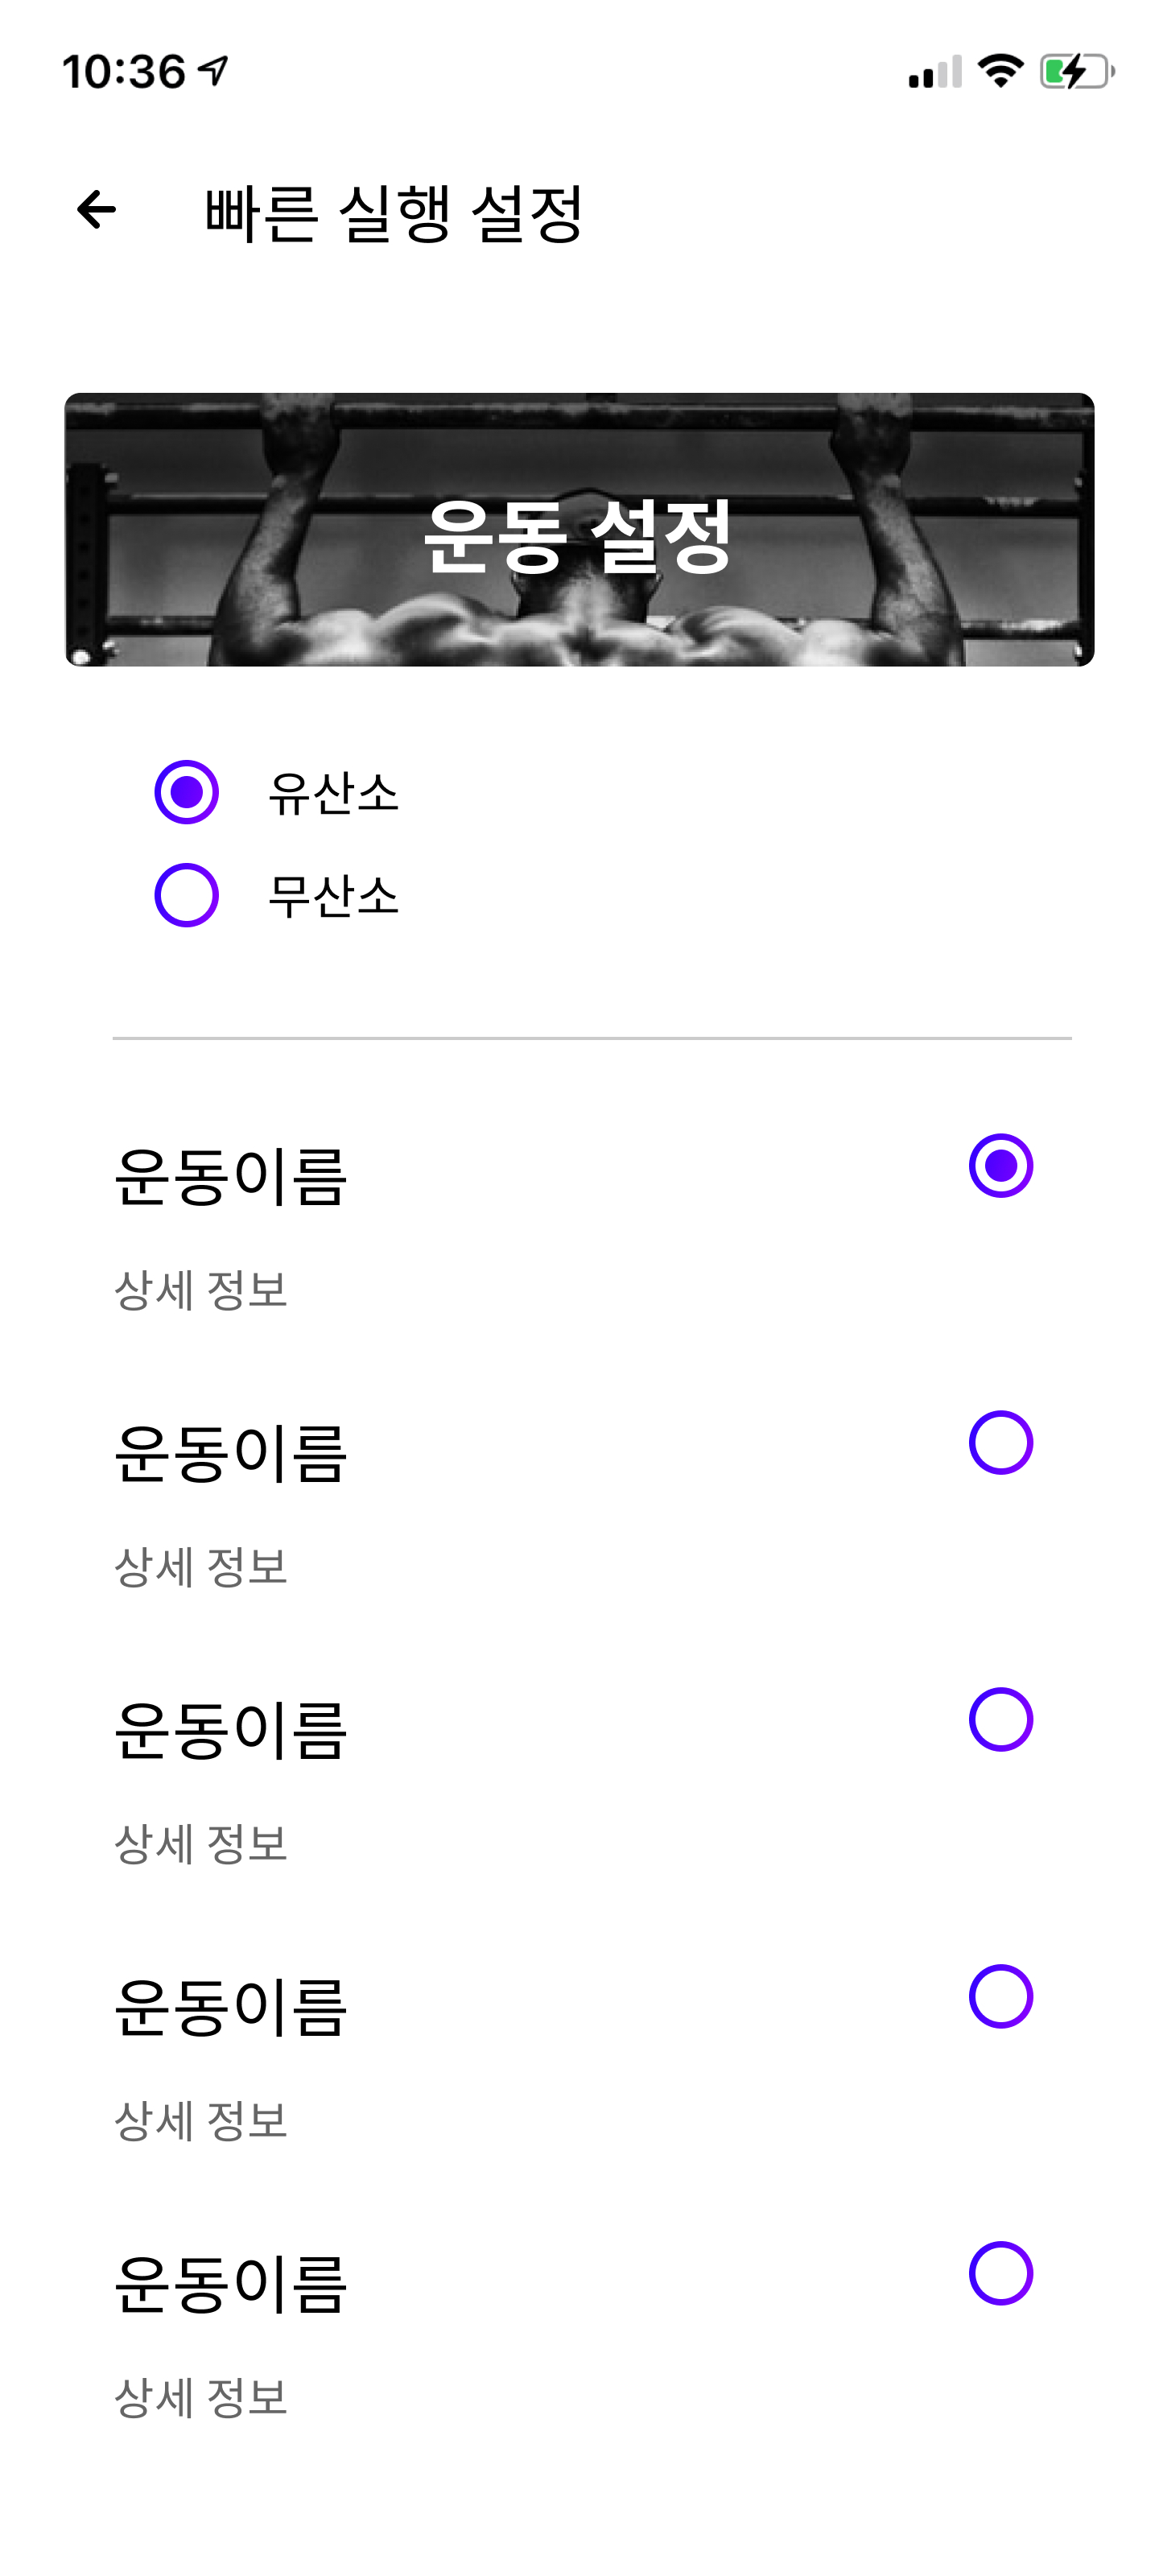 10:36
빠른 실행 설정
운동 설정
유산소
무산소
운동이름
상세 정보
운동이름
상세 정보
운동이름
상세 정보
운동이름
상세 정보
운동이름
상세 정보